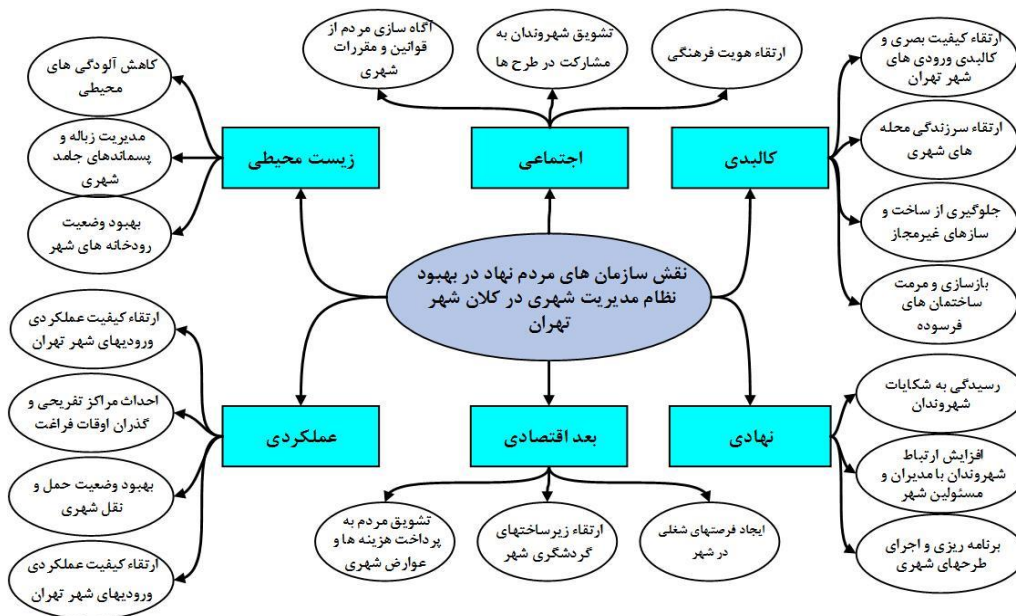 ارتقاء کیفیت بصری و
کالبدی ورودی های
شهر تهران
ارتقاء سرزندگی محله
های شهری
جلوگیری از ساخت و
سازهای غیرمجاز
بازسازی و مرمت
ساختمان های
فرسوده
کالبدی
ارتقاء هویت فرهنگی
تشویق شهروندان به
مشارکت در طرح ها
آگاه سازی مردم از
قوانین و مقررات
شهری
اجتماعی
زیست محیطی
کاهش آلودگی های
محیطی
مدیریت زباله و
پسماندهای جامد
شهری
بهبود وضعیت
رودخانه های شهر
نقش سازمان های مردم نهاد در بهبود
نظام مدیریت شهری در کلان شهر
تهران
نهادی
رسیدگی به شکایات
شهروندان
افزایش ارتباط
شهروندان با مدیران و
مسئولین شهر
برنامه ریزی و اجرای
طرحهای شهری
بعد اقتصادی
ایجاد فرصتهای شغلی
در شهر
ارتقاء زیرساختهای
گردشگری شهر
تشویق مردم به
پرداخت هزینه ها و
عوارض شهری
عملکردی
ارتقاء کیفیت عملکردی
ورودیهای شهر تهران
احداث مراکز تفریحی و
گذران اوقات فراغت
بهبود وضعیت حمل و
نقل شهری
ارتقاء کیفیت عملکردی
ورودیهای شهر تهران